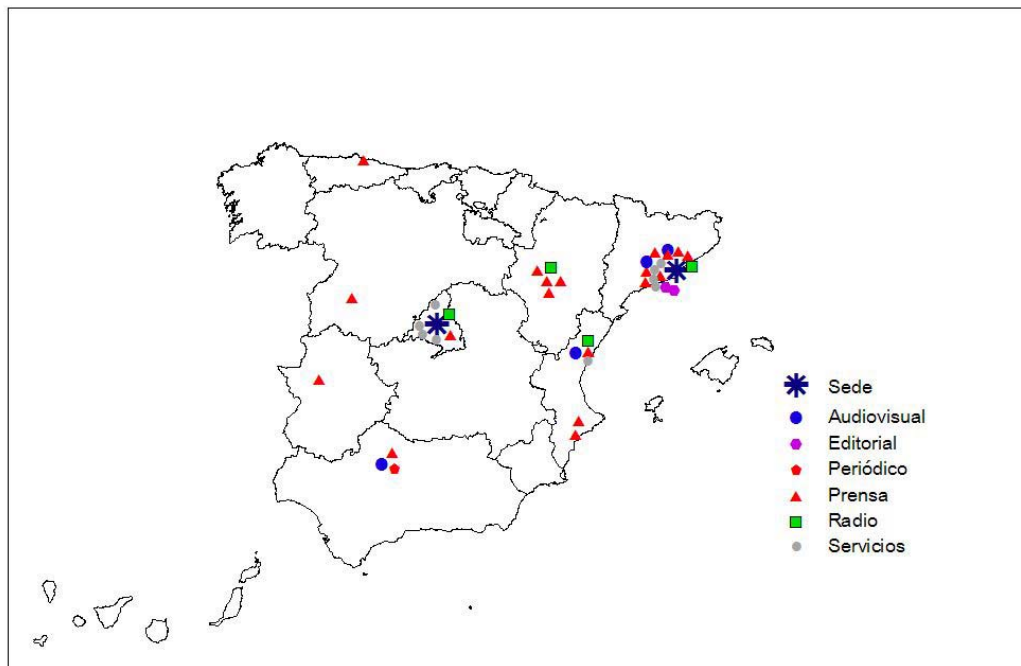 Sede
Audiovisual
Editorial
Periódico
Prensa
Radio
Servicios